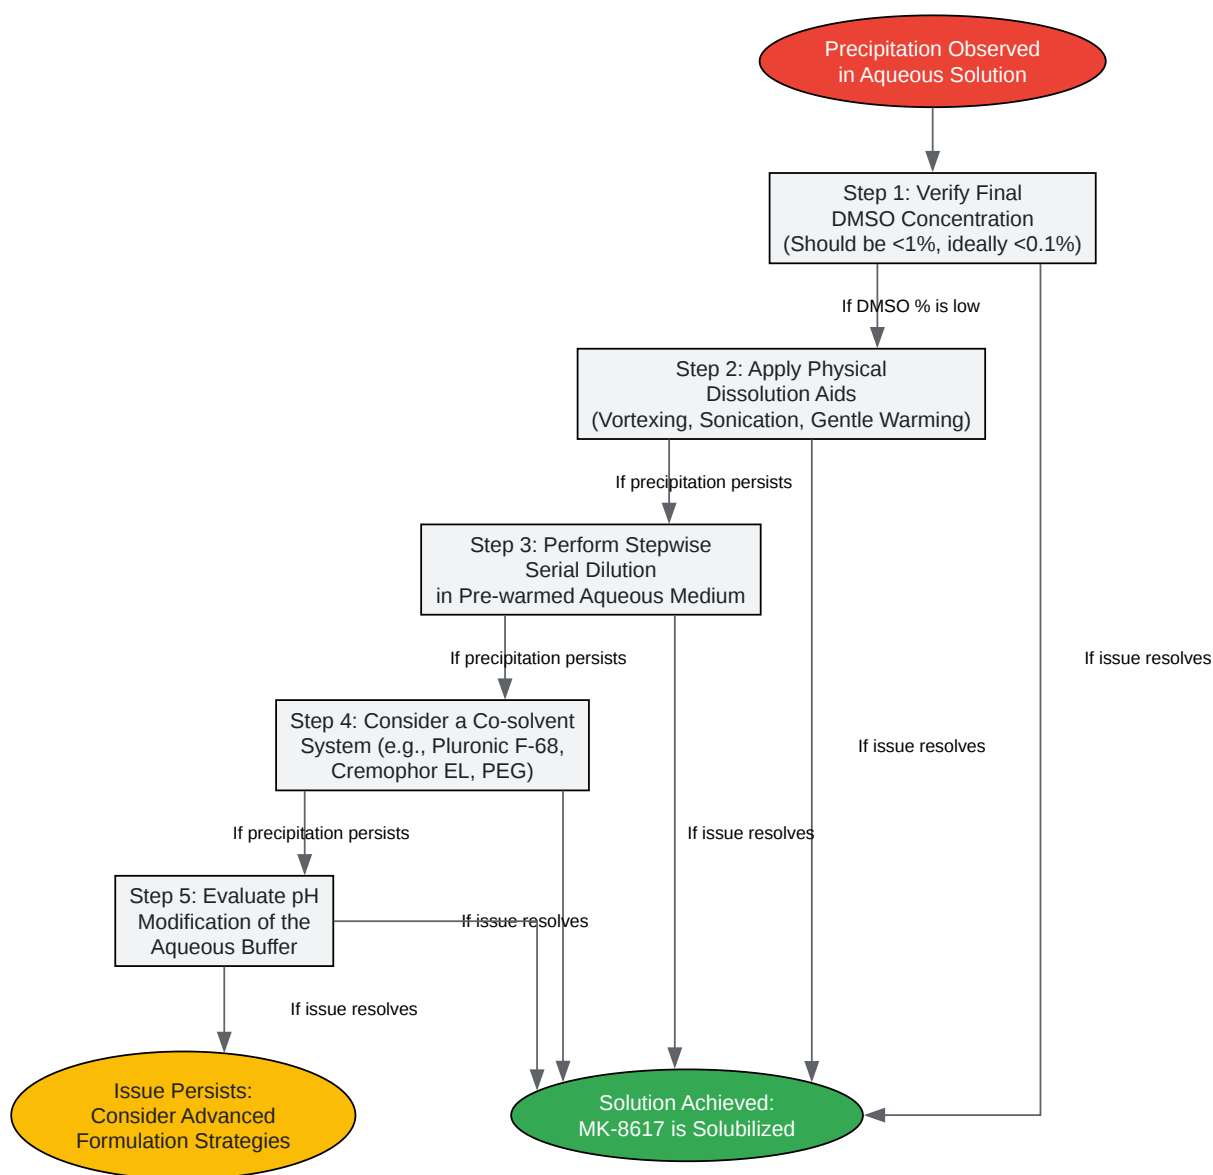 Precipitation Observed
in Aqueous Solution
Step 1: Verify Final
DMSO Concentration
(Should be <1%, ideally <0.1%)
If DMSO % is low
Step 2: Apply Physical
Dissolution Aids
(Vortexing, Sonication, Gentle Warming)
If precipitation persists
Step 3: Perform Stepwise
Serial Dilution
in Pre-warmed Aqueous Medium
If precipitation persists
If issue resolves
Step 4: Consider a Co-solvent
System (e.g., Pluronic F-68,
Cremophor EL, PEG)
If issue resolves
If precipitation persists
If issue resolves
Step 5: Evaluate pH
Modification of the
Aqueous Buffer
If issue resolves
If issue resolves
Issue Persists:
Consider Advanced
Formulation Strategies
Solution Achieved:
MK-8617 is Solubilized